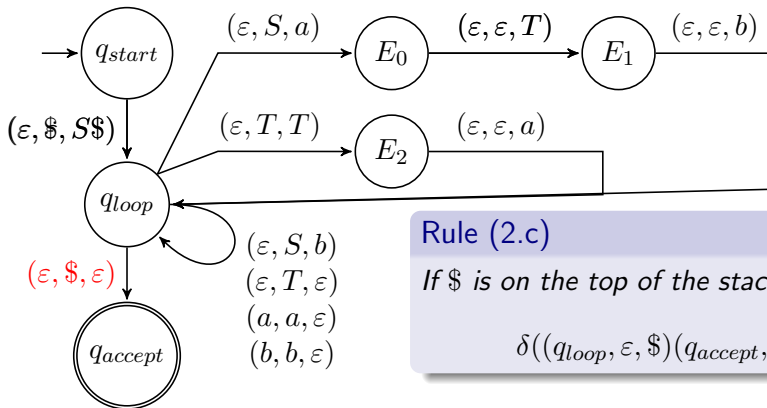 q_start
(ε, S, a)
E_0
(ε, ε, T)
E_1
(ε, ε, b)
(ε, $, S$)
(ε, T, T)
E_2
(ε, ε, a)
q_loop
(ε, S, b)
(ε, T, ε)
(a, a, ε)
(b, b, ε)
(ε, $, ε)
q_accept
Rule (2.c)
If $ is on the top of the stac
δ((q_loop, ε, $)(q_accept,